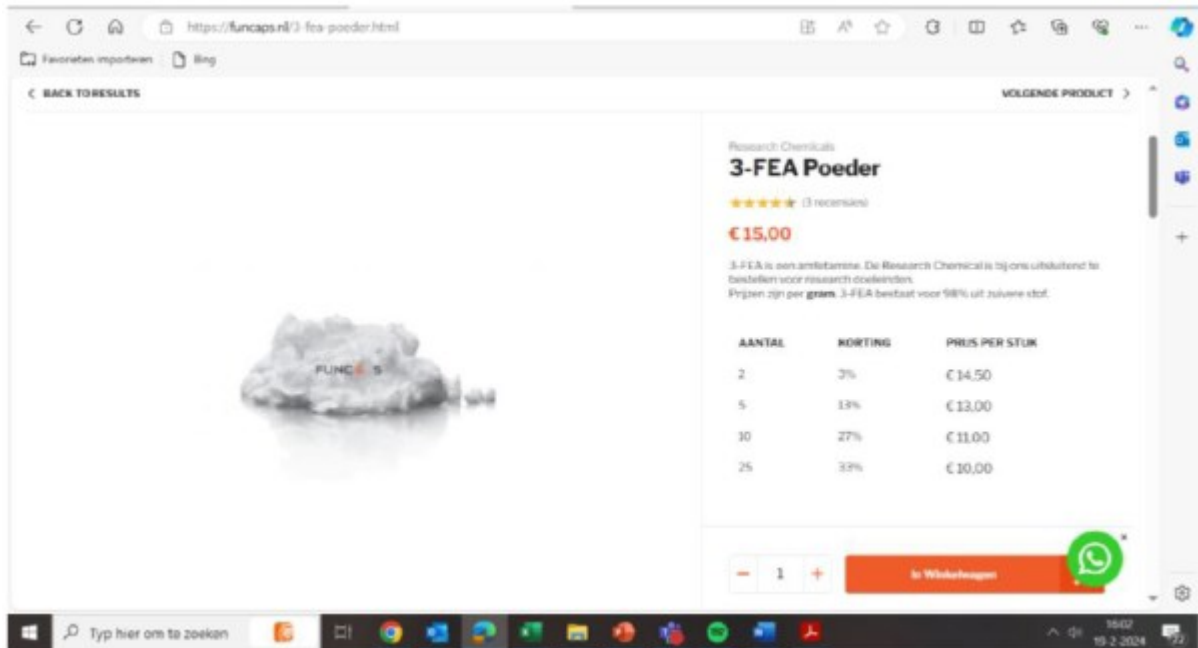 https://funcaps.nl/3-fea-poeder.html
Favorieten importeren
Bing
BACK TO RESULTS
VOLGENDE PRODUCT
Research Chemicals
3-FEA Poeder
(3 recensies)
€ 15,00
3-FEA is een amfetamine. De Research Chemical is bij ons uitsluitend te
bestellen voor research doeleinden.
Prijzen zijn per gram. 3-FEA bestaat voor 98% uit zuivere stof.
AANTAL KORTING PRIJS PER STUK
2 3% € 14,50
5 13% € 13,00
10 27% € 11,00
25 33% € 10,00
1
In Winkelwagen
Typ hier om te zoeken
16:02
19-2-2024